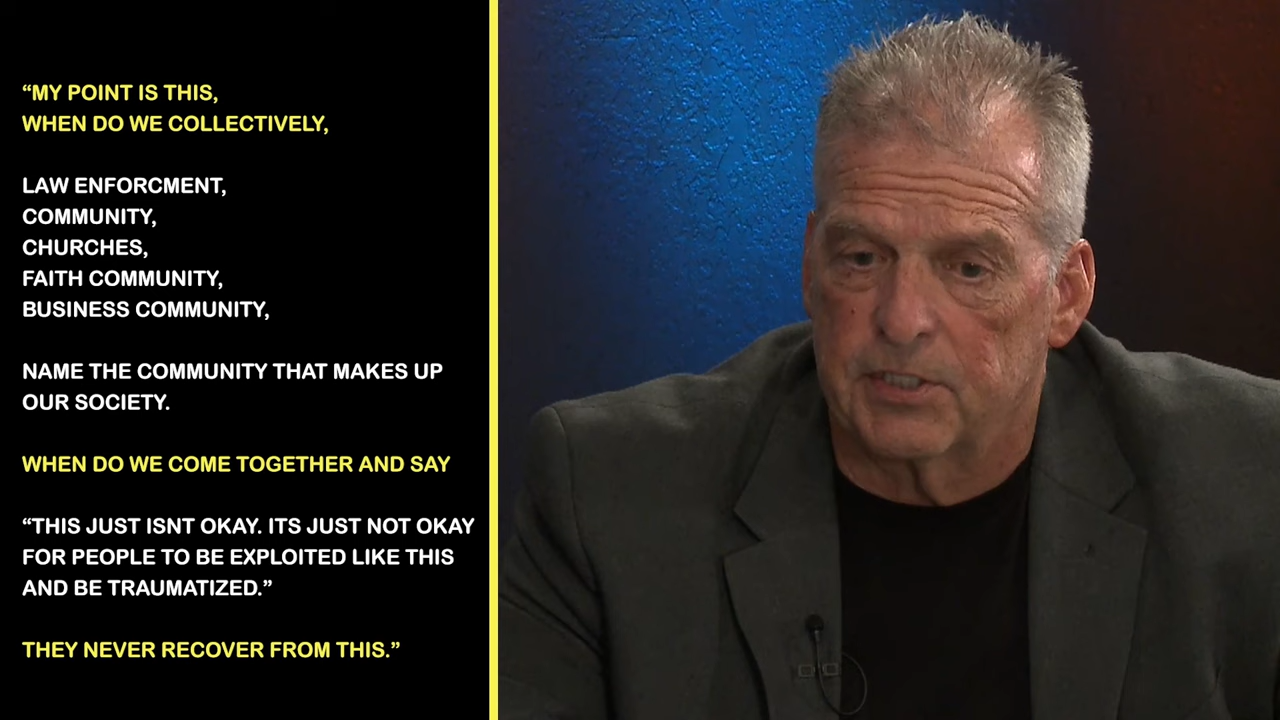 “MY POINT IS THIS,
WHEN DO WE COLLECTIVELY,
LAW ENFORCMENT,
COMMUNITY,
CHURCHES,
FAITH COMMUNITY,
BUSINESS COMMUNITY,
NAME THE COMMUNITY THAT MAKES UP
OUR SOCIETY.
WHEN DO WE COME TOGETHER AND SAY
“THIS JUST ISNT OKAY. ITS JUST NOT OKAY
FOR PEOPLE TO BE EXPLOITED LIKE THIS
AND BE TRAUMATIZED.”
THEY NEVER RECOVER FROM THIS.”